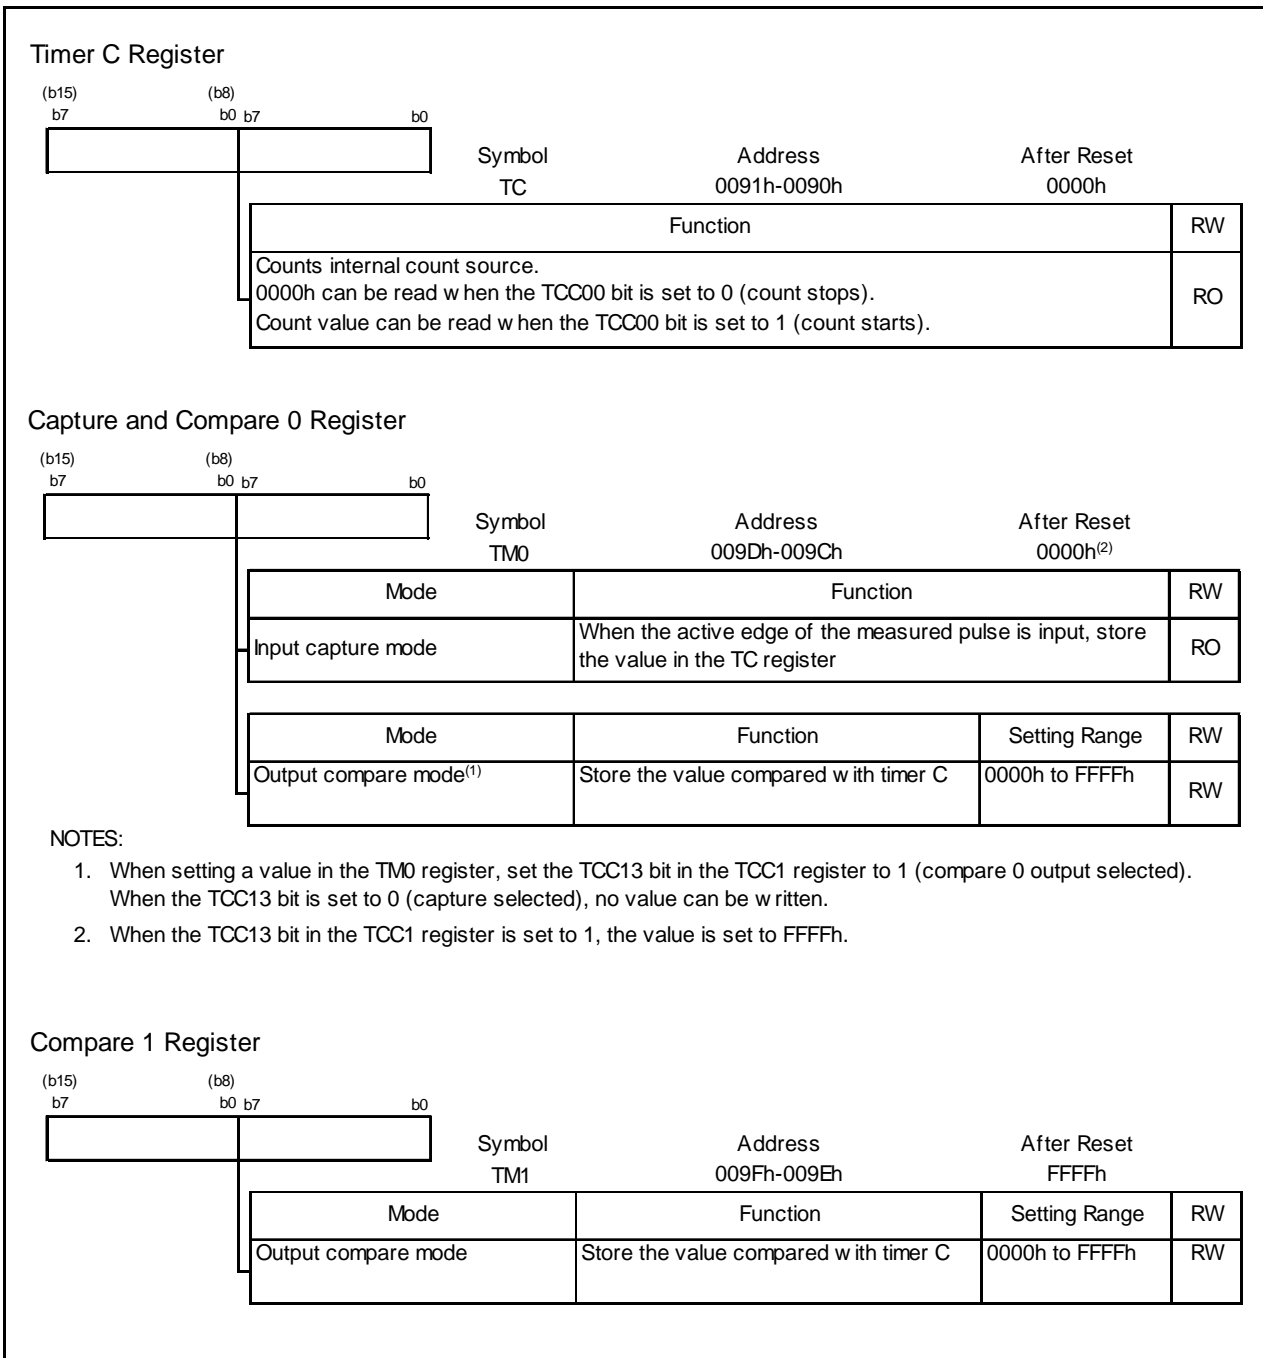 Timer C Register
(b15) (b8)
b7 b0 b7 b0
Symbol Address After Reset
TC 0091h-0090h 0000h
Function RW
Counts internal count source.
0000h can be read when the TCC00 bit is set to 0 (count stops).
Count value can be read when the TCC00 bit is set to 1 (count starts).
RO
Capture and Compare 0 Register
(b15) (b8)
b7 b0 b7 b0
Symbol Address After Reset
TM0 009Dh-009Ch 0000h(2)
Mode Function RW
Input capture mode
When the active edge of the measured pulse is input, store
the value in the TC register
RO
Mode Function Setting Range RW
Output compare mode(1) Store the value compared with timer C 0000h to FFFFh
RW
NOTES:
1. When setting a value in the TM0 register, set the TCC13 bit in the TCC1 register to 1 (compare 0 output selected).
When the TCC13 bit is set to 0 (capture selected), no value can be written.
2. When the TCC13 bit in the TCC1 register is set to 1, the value is set to FFFFh.
Compare 1 Register
(b15) (b8)
b7 b0 b7 b0
Symbol Address After Reset
TM1 009Fh-009Eh FFFFh
Mode Function Setting Range RW
Output compare mode Store the value compared with timer C 0000h to FFFFh RW